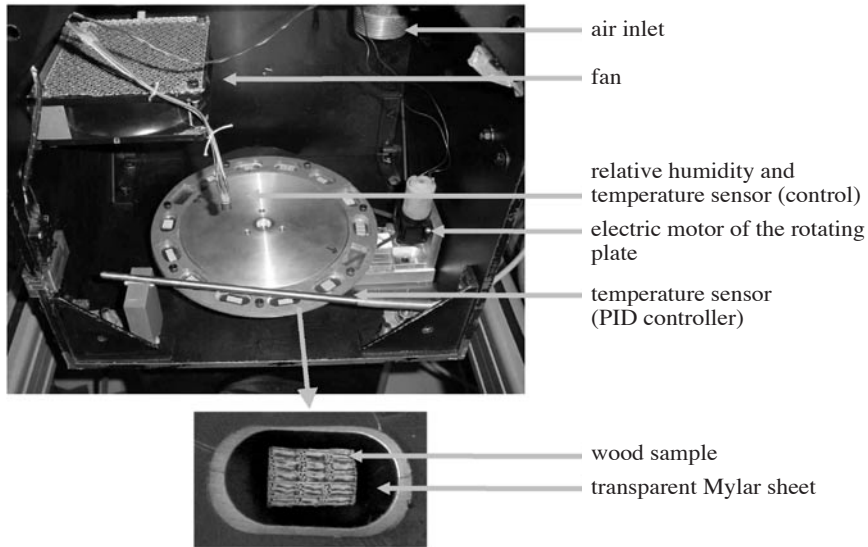 air inlet
fan
relative humidity and
temperature sensor (control)
electric motor of the rotating
plate
temperature sensor
(PID controller)
wood sample
transparent Mylar sheet